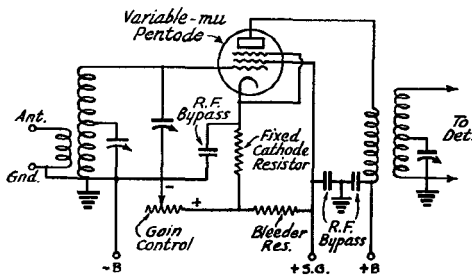 Variable-mu
Pentode
R.F.
Bypass
Fixed
Cathode
Resistor
Ant.
Gnd.
To
Det.
-
+
Gain
Control
Bleeder
Res.
R.F.
Bypass
-B
+S.G.
+B